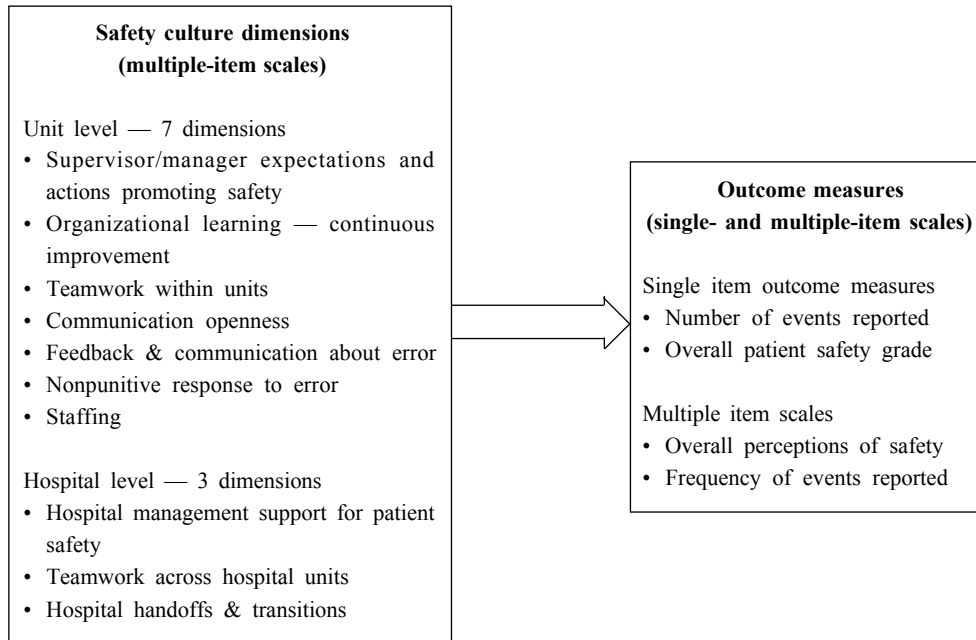 Safety culture dimensions
(multiple-item scales)
Unit level — 7 dimensions
• Supervisor/manager expectations and
actions promoting safety
• Organizational learning — continuous
improvement
• Teamwork within units
• Communication openness
• Feedback & communication about error
• Nonpunitive response to error
• Staffing
Hospital level — 3 dimensions
• Hospital management support for patient
safety
• Teamwork across hospital units
• Hospital handoffs & transitions
Outcome measures
(single- and multiple-item scales)
Single item outcome measures
• Number of events reported
• Overall patient safety grade
Multiple item scales
• Overall perceptions of safety
• Frequency of events reported